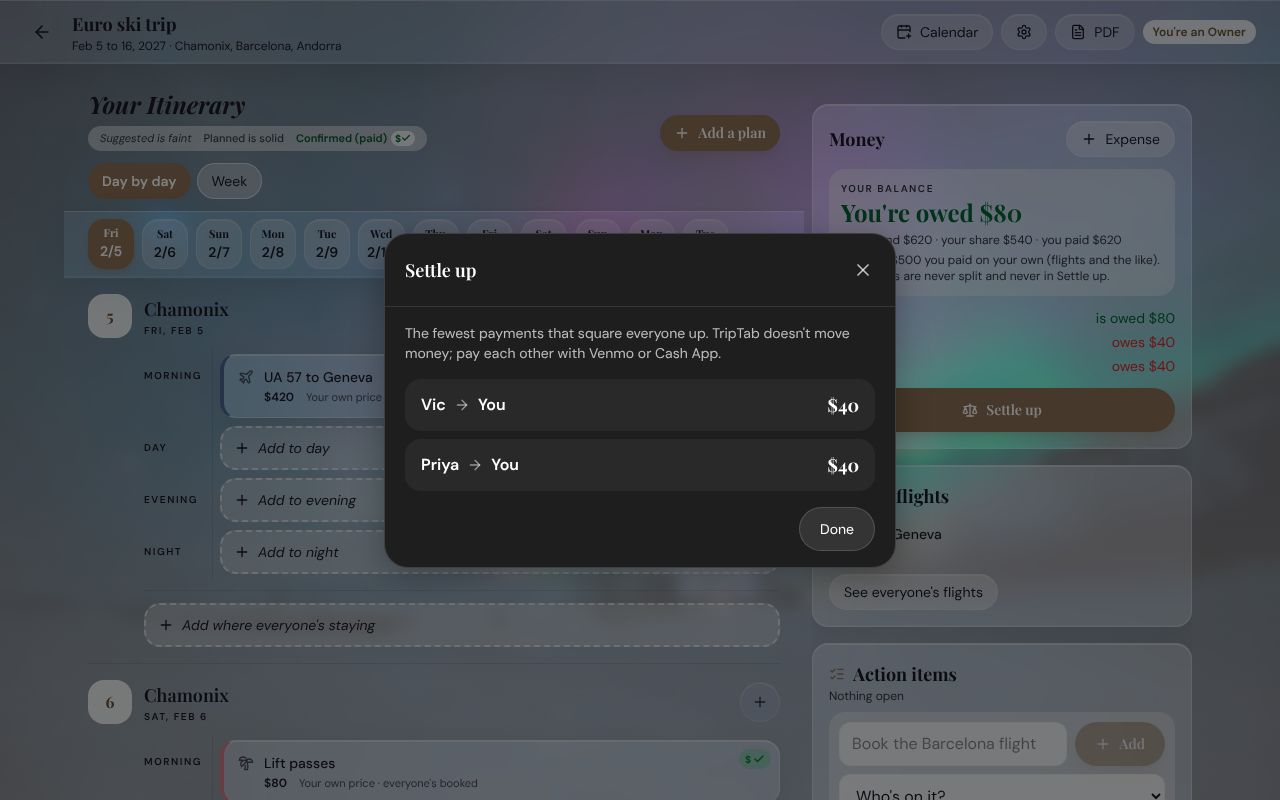 Euro ski trip
Feb 5 to 16, 2027 · Chamonix, Barcelona, Andorra
Calendar
PDF
You're an Owner
Your Itinerary
Suggested is faint Planned is solid Confirmed (paid) $✓
+ Add a plan
Day by day
Week
Fri 2/5
Sat 2/6
Sun 2/7
Mon 2/8
Tue 2/9
Wed
Money
+ Expense
YOUR BALANCE
You're owed $80
$620 · your share $540 · you paid $620
$500 you paid on your own (flights and the like).
are never split and never in Settle up.
is owed $80
owes $40
owes $40
Settle up
Settle up
The fewest payments that square everyone up. TripTab doesn't move
money; pay each other with Venmo or Cash App.
Vic → You $40
Priya → You $40
Done
5
Chamonix
FRI, FEB 5
MORNING
UA 57 to Geneva
$420 Your own price
DAY
+ Add to day
EVENING
+ Add to evening
NIGHT
+ Add to night
+ Add where everyone's staying
flights
Geneva
See everyone's flights
6
Chamonix
SAT, FEB 6
+
MORNING
Lift passes
$80 Your own price · everyone's booked
$✓
Action items
Nothing open
Book the Barcelona flight
+ Add
Who's on it?